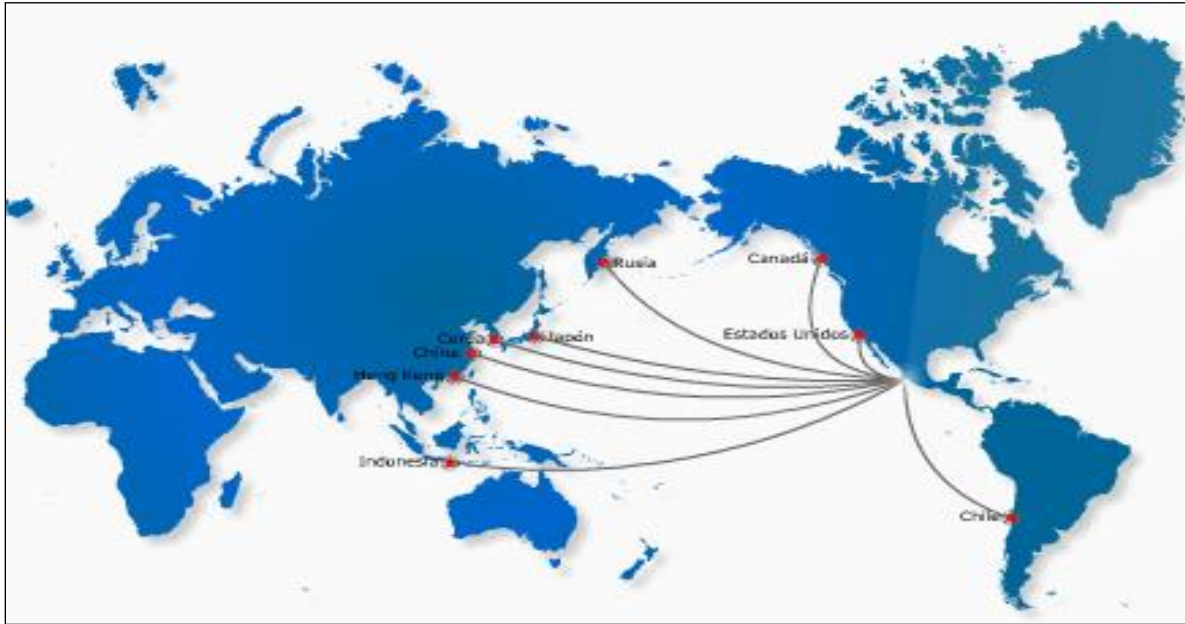 Rusia
Canadá
Estados Unidos
Corea
Japón
China
Hong Kong
Indonesia
Chile